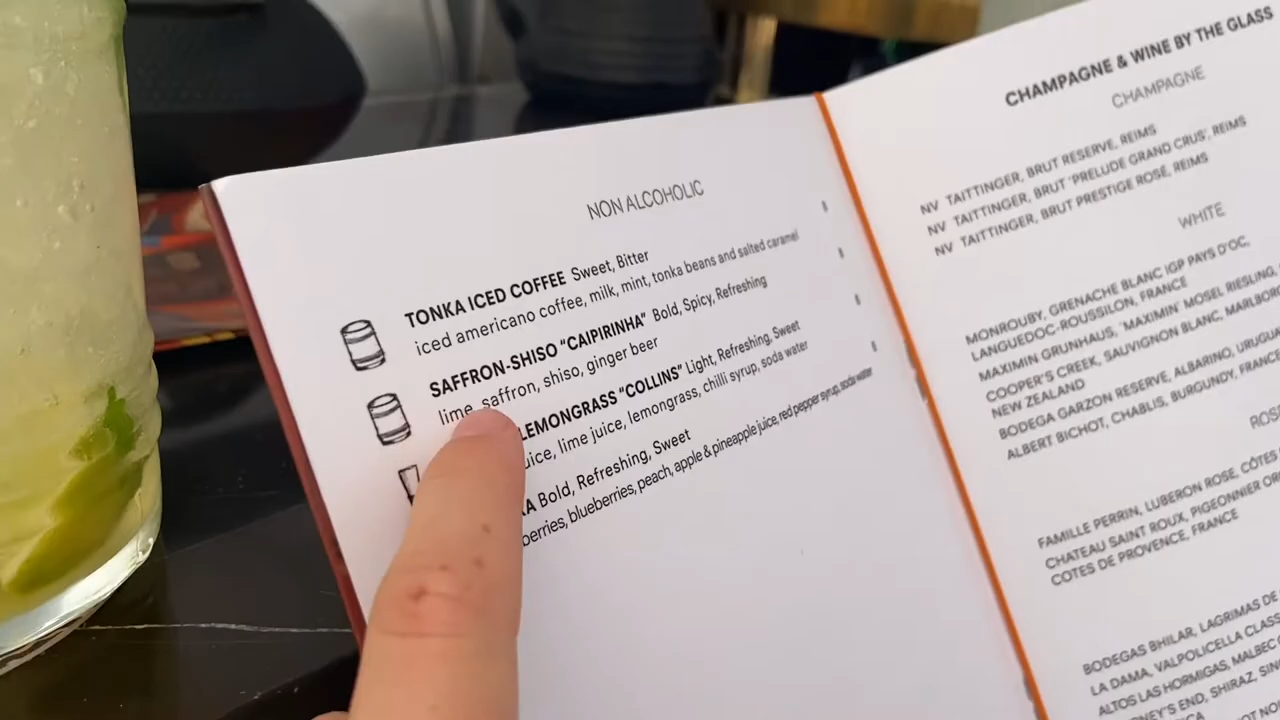 NON ALCOHOLIC
TONKA ICED COFFEE Sweet, Bitter
iced americano coffee, milk, mint, tonka beans and salted caramel
SAFFRON-SHISO “CAIPIRINHA” Bold, Spicy, Refreshing
lime, saffron, shiso, ginger beer
LEMONGRASS “COLLINS” Light, Refreshing, Sweet
lime juice, lemongrass, chilli syrup, soda water
Bold, Refreshing, Sweet
blueberries, peach, apple & pineapple juice, red pepper syrup, soda water
CHAMPAGNE & WINE BY THE GLASS
CHAMPAGNE
NV TAITTINGER, BRUT RESERVE, REIMS
NV TAITTINGER, BRUT ‘PRELUDE GRAND CRUS’, REIMS
NV TAITTINGER, BRUT PRESTIGE ROSÉ, REIMS
WHITE
MONROUBY, GRENACHE BLANC IGP PAYS D’OC,
LANGUEDOC-ROUSSILON, FRANCE
MAXIMIN GRUNHAUS, ‘MAXIMIN’ MOSEL RIESLING,
COOPER’S CREEK, SAUVIGNON BLANC,
NEW ZEALAND
BODEGA GARZON RESERVE, ALBARINO,
ALBERT BICHOT, CHABLIS, BURGUNDY,
FAMILLE PERRIN, LUBERON ROSE, CÔTES
CHATEAU SAINT ROUX, PIGEONNIER
COTES DE PROVENCE, FRANCE
BODEGAS BHILAR, LAGRIMAS DE
LA DAMA, VALPOLICELLA
ALTOS LAS HORMIGAS, MALBEC
END, SHIRAZ,